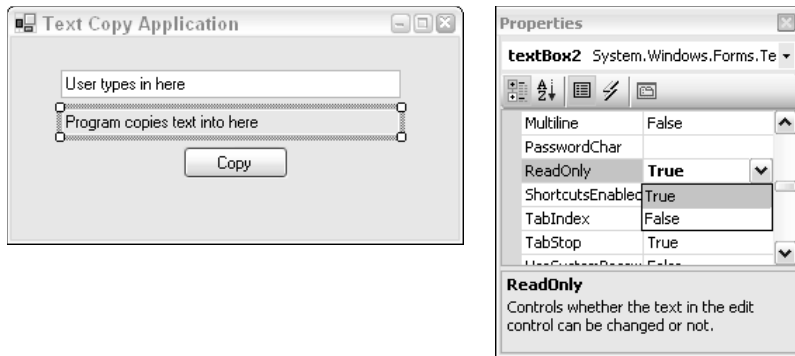 Text Copy Application
User types in here
Program copies text into here
Copy
Properties
textBox2 System.Windows.Forms.Te
Multiline False
PasswordChar
ReadOnly True
ShortcutsEnabled
True
TabIndex
False
TabStop True
False
ReadOnly
Controls whether the text in the edit
control can be changed or not.